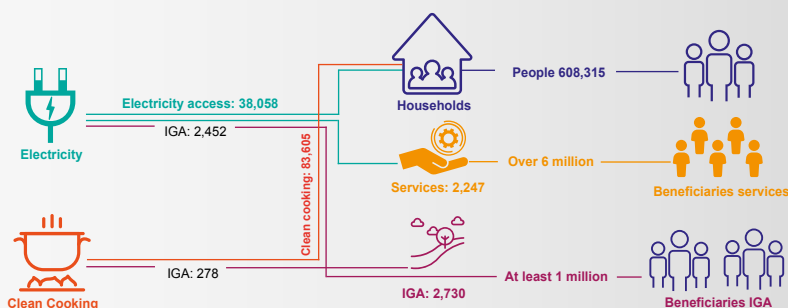 Electricity access: 38,058
IGA: 2,452
Electricity
Clean cooking: 83,605
IGA: 278
Clean Cooking
Households
People 608,315
Services: 2,247
Over 6 million
Beneficiaries services
IGA: 2,730
At least 1 million
Beneficiaries IGA